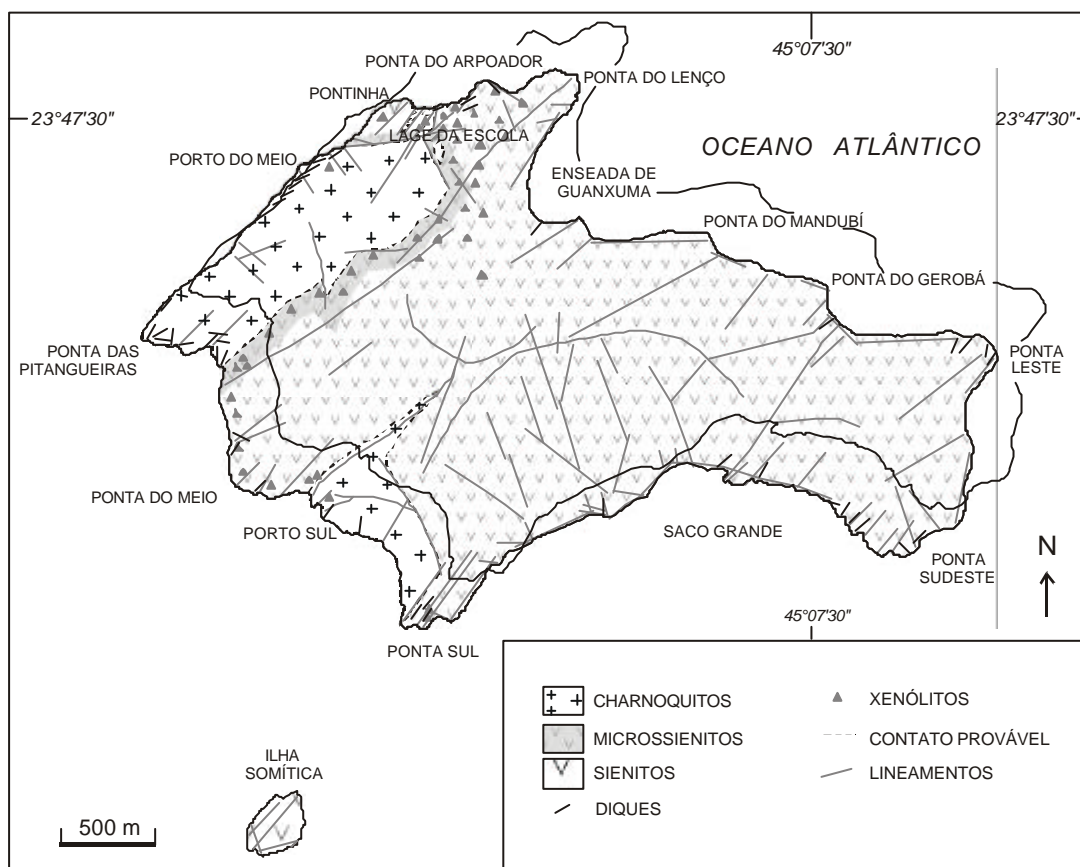 45°07'30"
PONTA DO ARPOADOR
PONTA DO LENÇO
PONTINHA
23°47'30"
23°47'30"
LAGE DA ESCOLA
OCEANO ATLÂNTICO
PORTO DO MEIO
ENSEADA DE
GUANXUMA
PONTA DO MANDUBÍ
PONTA DO GEROBÁ
PONTA DAS
PITANGUEIRAS
PONTA
LESTE
PONTA DO MEIO
PORTO SUL
SACO GRANDE
PONTA
SUDESTE
N
45°07'30"
PONTA SUL
CHARNOQUITOS
XENÓLITOS
MICROSSIENITOS
CONTATO PROVÁVEL
SIENITOS
LINEAMENTOS
DIQUES
ILHA
SOMÍTICA
500 m